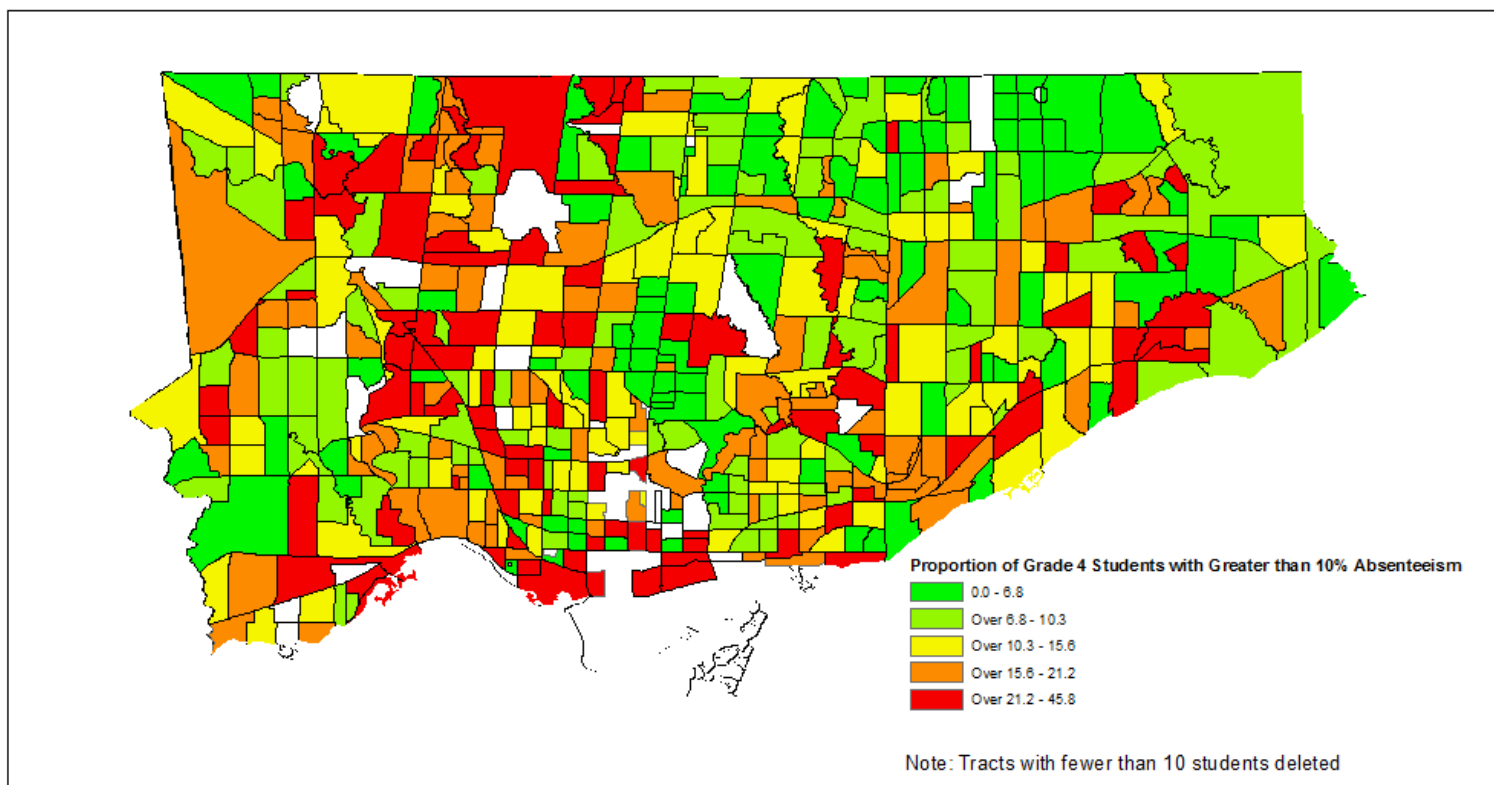 Proportion of Grade 4 Students with Greater than 10% Absenteeism
0.0 - 6.8
Over 6.8 - 10.3
Over 10.3 - 15.6
Over 15.6 - 21.2
Over 21.2 - 45.8
Note: Tracts with fewer than 10 students deleted